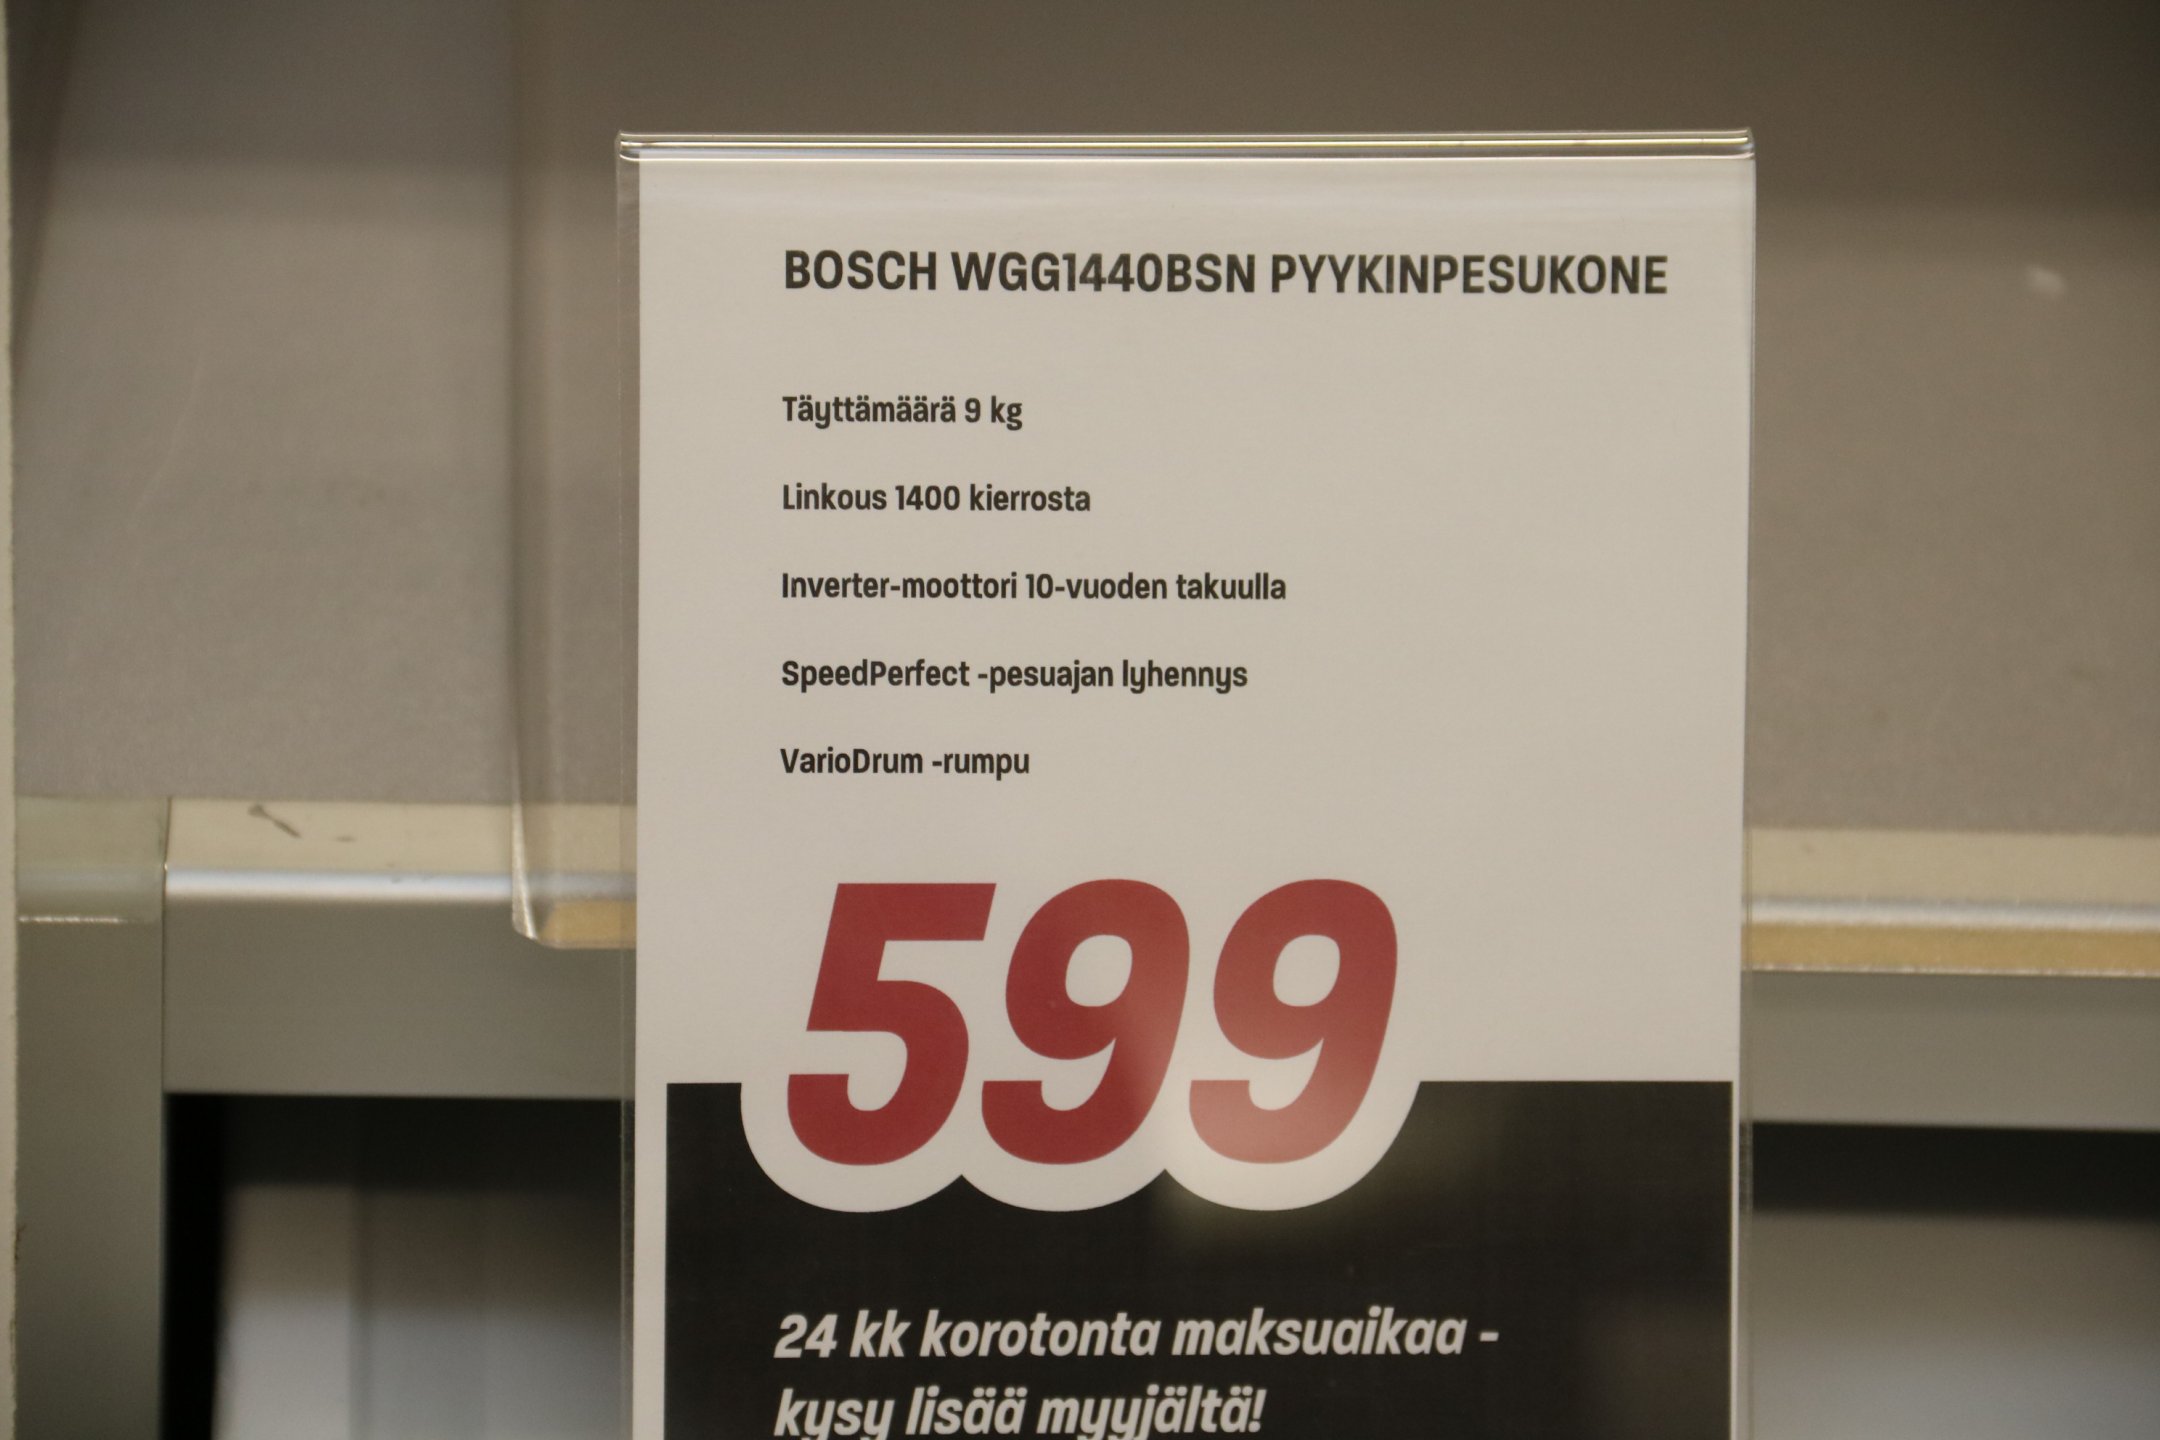 BOSCH WGG1440BSN PYYKINPESUKONE
Täyttämäärä 9 kg
Linkous 1400 kierrosta
Inverter-moottori 10-vuoden takuulla
SpeedPerfect -pesuajan lyhennys
VarioDrum -rumpu
599
24 kk korotonta maksuaikaa -
kysy lisää myyjältä!